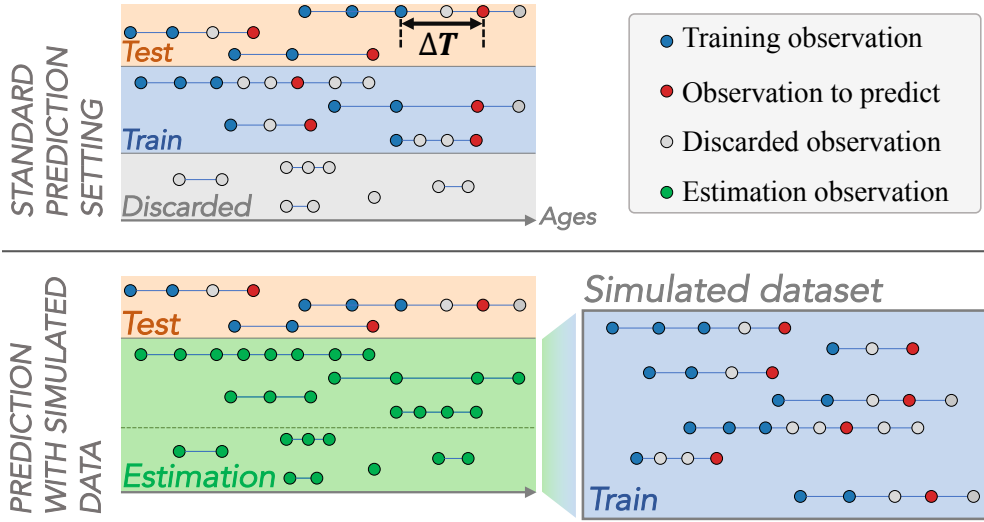 STANDARD
PREDICTION
SETTING
ΔT
Test
Train
Discarded
Ages
Training observation
Observation to predict
Discarded observation
Estimation observation
PREDICTION
WITH SIMULATED
DATA
Test
Estimation
Simulated dataset
Train